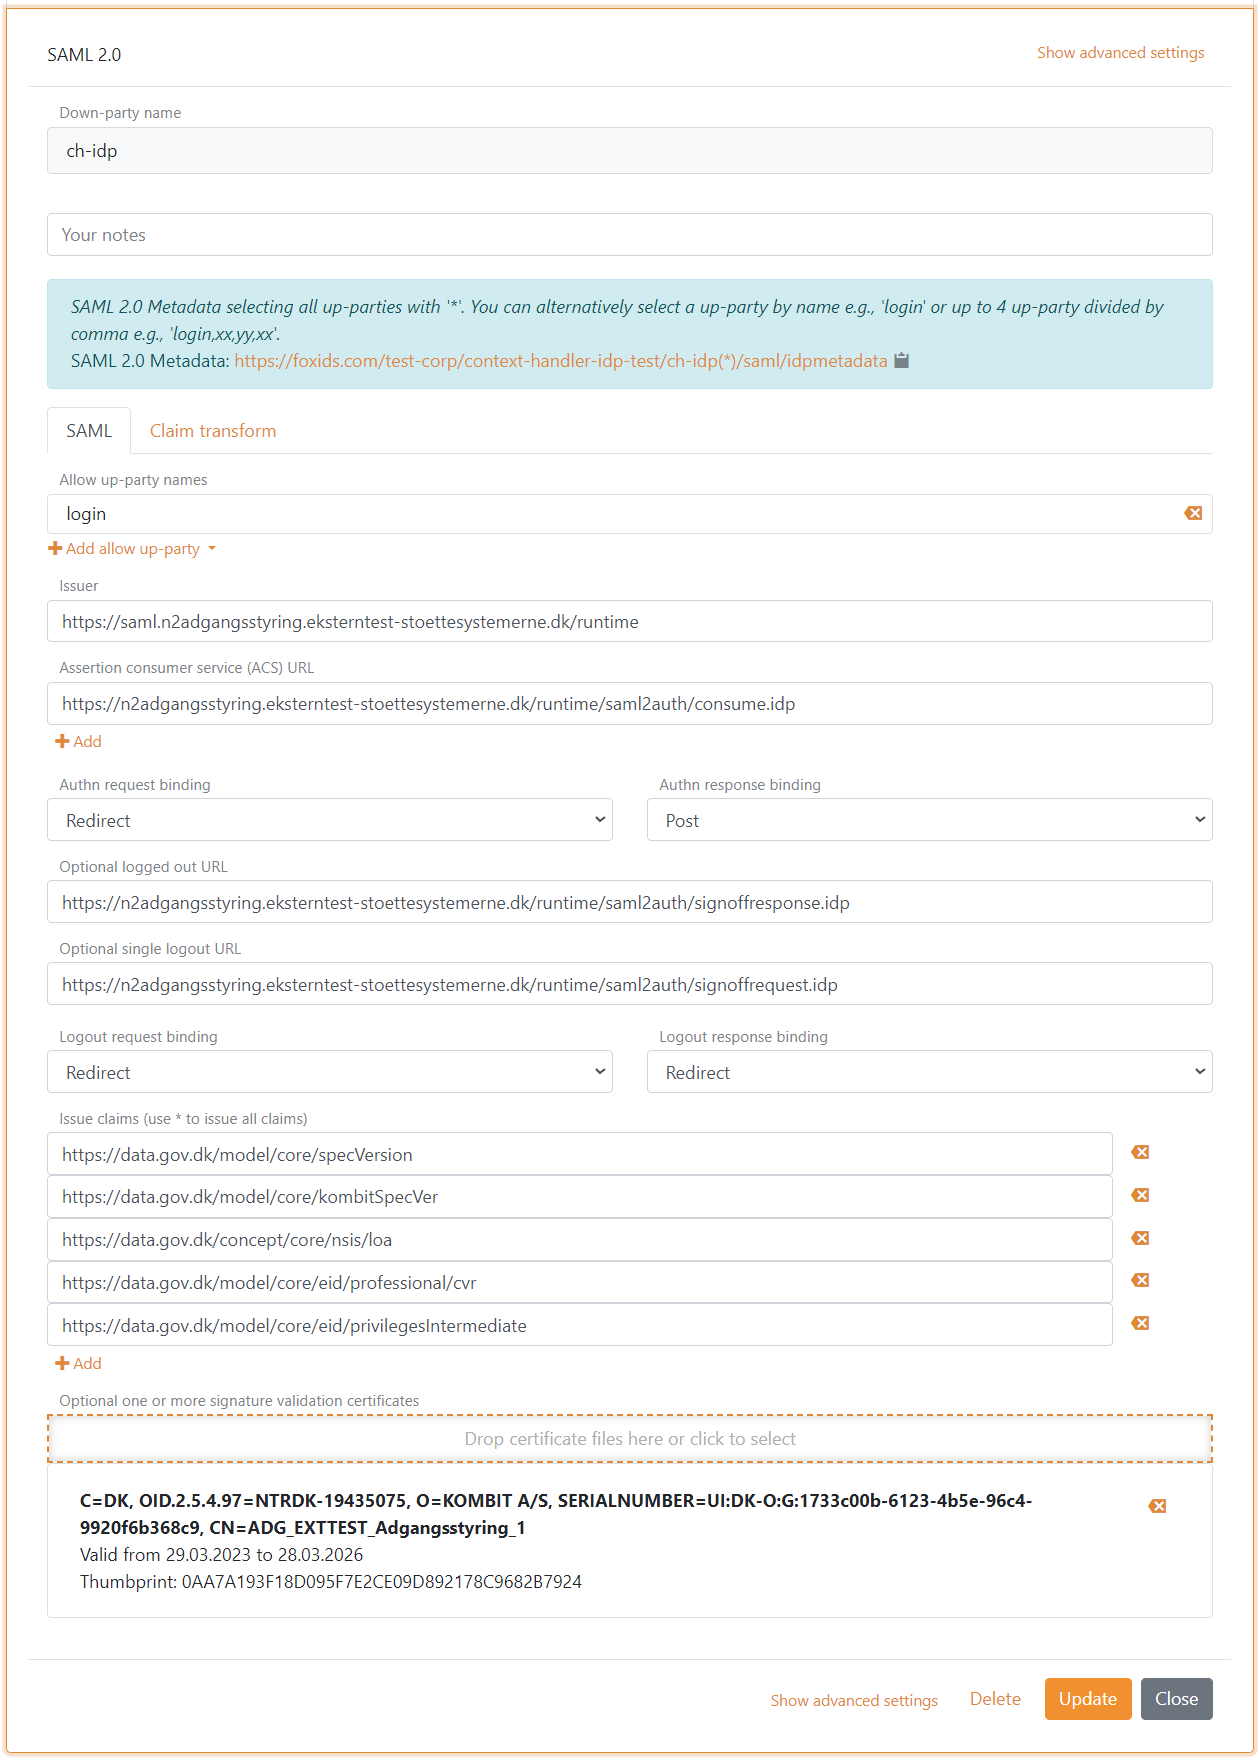 SAML 2.0
Show advanced settings
Down-party name
ch-idp
Your notes
SAML 2.0 Metadata selecting all up-parties with '*'. You can alternatively select a up-party by name e.g., 'login' or up to 4 up-party divided by
comma e.g., 'login,xx,yy,xx'.
SAML 2.0 Metadata: https://foxids.com/test-corp/context-handler-idp-test/ch-idp(*)/saml/idpmetadata
SAML
Claim transform
Allow up-party names
login
Add allow up-party
Issuer
https://saml.n2adgangsstyring.eksterntest-stoettesystemerne.dk/runtime
Assertion consumer service (ACS) URL
https://n2adgangsstyring.eksterntest-stoettesystemerne.dk/runtime/saml2auth/consume.idp
Add
Authn request binding
Authn response binding
Redirect
Post
Optional logged out URL
https://n2adgangsstyring.eksterntest-stoettesystemerne.dk/runtime/saml2auth/signoffresponse.idp
Optional single logout URL
https://n2adgangsstyring.eksterntest-stoettesystemerne.dk/runtime/saml2auth/signoffrequest.idp
Logout request binding
Logout response binding
Redirect
Redirect
Issue claims (use * to issue all claims)
https://data.gov.dk/model/core/specVersion
https://data.gov.dk/model/core/kombitSpecVer
https://data.gov.dk/concept/core/nsis/loa
https://data.gov.dk/model/core/eid/professional/cvr
https://data.gov.dk/model/core/eid/privilegesIntermediate
Add
Optional one or more signature validation certificates
Drop certificate files here or click to select
C=DK, OID.2.5.4.97=NTRDK-19435075, O=KOMBIT A/S, SERIALNUMBER=UI:DK-O:G:1733c00b-6123-4b5e-96c4-
9920f6b368c9, CN=ADG_EXTTEST_Adgangsstyring_1
Valid from 29.03.2023 to 28.03.2026
Thumbprint: 0AA7A193F18D095F7E2CE09D892178C9682B7924
Show advanced settings
Delete
Update
Close